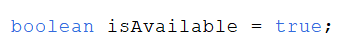 boolean isAvailable = true;